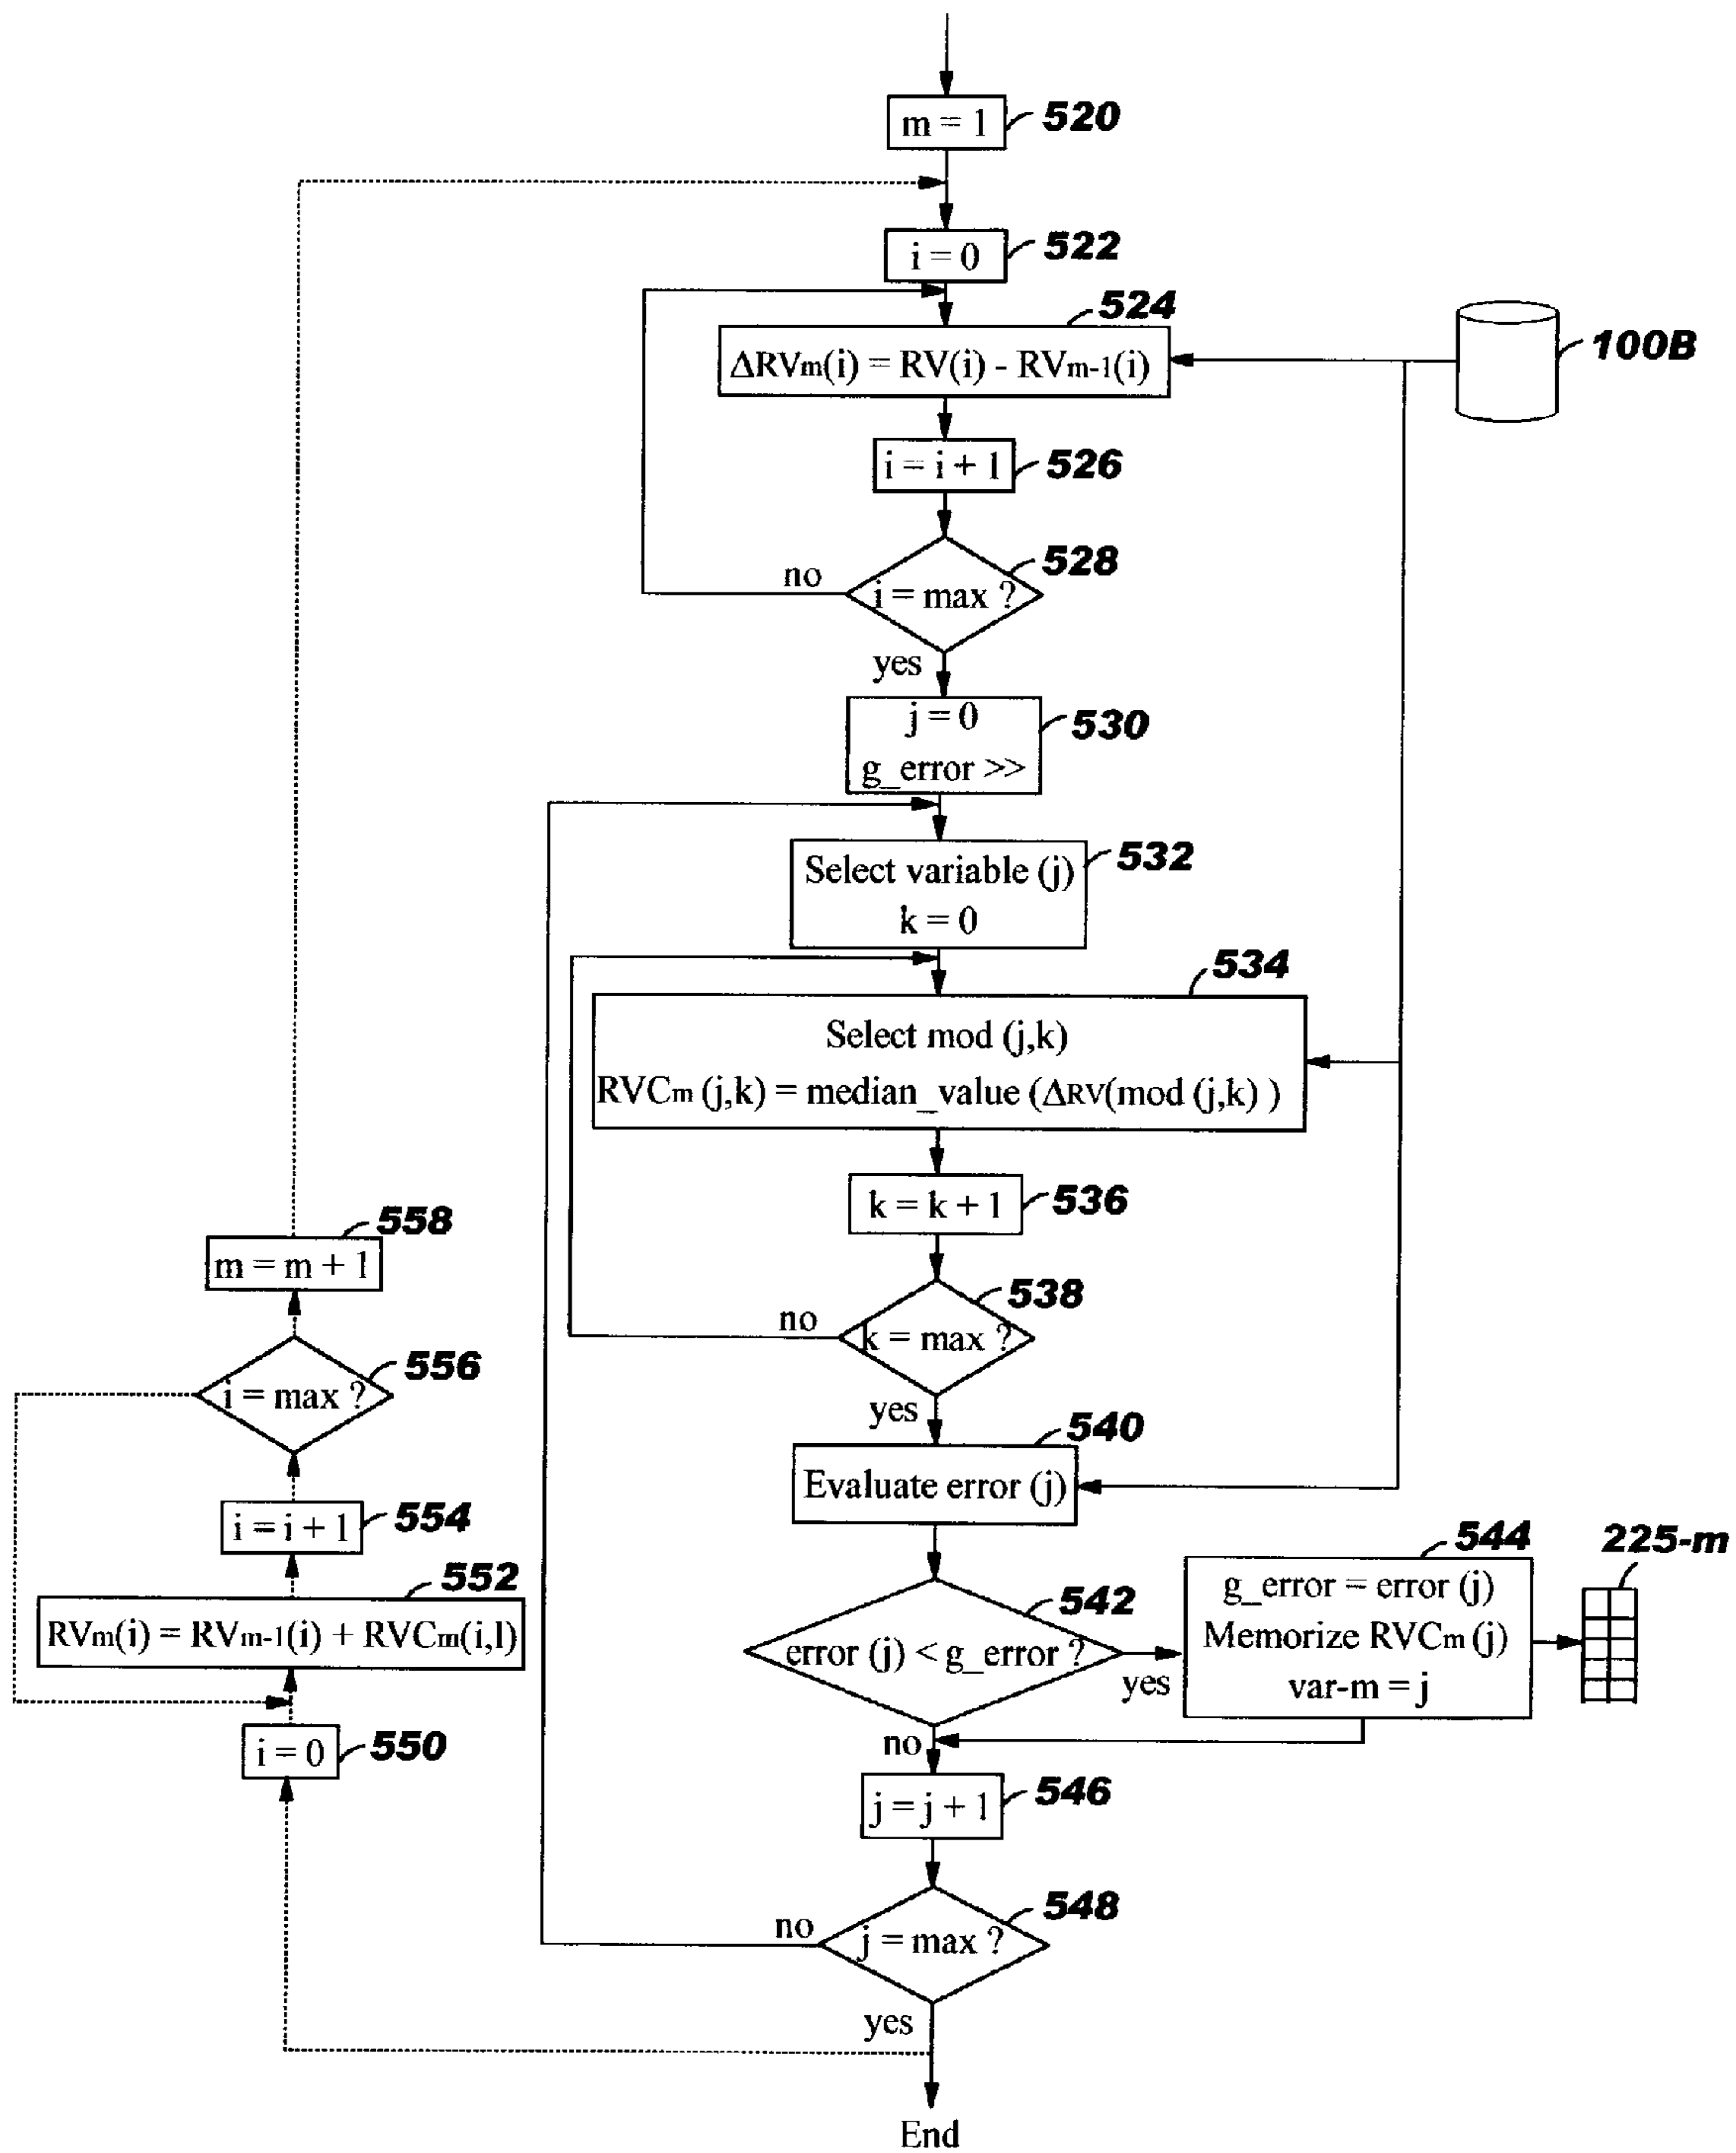 m = 1
520
i = 0
522
524
ΔRVm(i) = RV(i) - RVm-1(i)
100B
i = i + 1
526
528
no
i = max ?
yes
j = 0
g_error >>
530
Select variable (j)
k = 0
532
534
Select mod (j,k)
RVCm (j,k) = median_value (ΔRV(mod (j,k) )
k = k + 1
536
538
no
k = max ?
yes
540
Evaluate error (j)
558
m = m + 1
556
i = max ?
i = i + 1
554
552
RVm(i) = RVm-1(i) + RVCm(i,l)
i = 0
550
542
error (j) < g_error ?
yes
no
544
g_error = error (j)
Memorize RVCm (j)
var-m = j
225-m
j = j + 1
546
548
no
j = max ?
yes
End